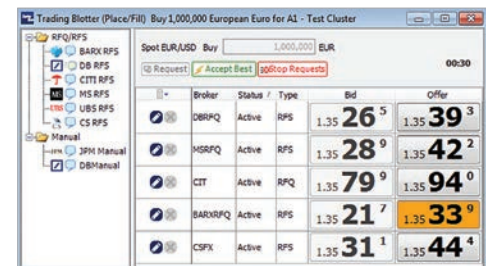 Trading Blotter (Place/Fill) Buy 1,000,000 European Euro for A1 - Test Cluster
RFQ/RFS
BARX RFS
DB RFS
CITI RFS
MS RFS
UBS RFS
CS RFS
Manual
JPM Manual
DBManual
Spot EUR/USD Buy 1,000,000 EUR
Request Accept Best Stop Requests 00:30
Broker Status / Type Bid Offer
DBRFQ Active RFS 1.35 26 5 1.35 39 3
MSRFQ Active RFS 1.35 28 9 1.35 42 2
CIT Active RFQ 1.35 79 9 1.35 94 0
BARXRFQ Active RFS 1.35 21 7 1.35 33 9
CSFX Active RFS 1.35 31 1 1.35 44 4